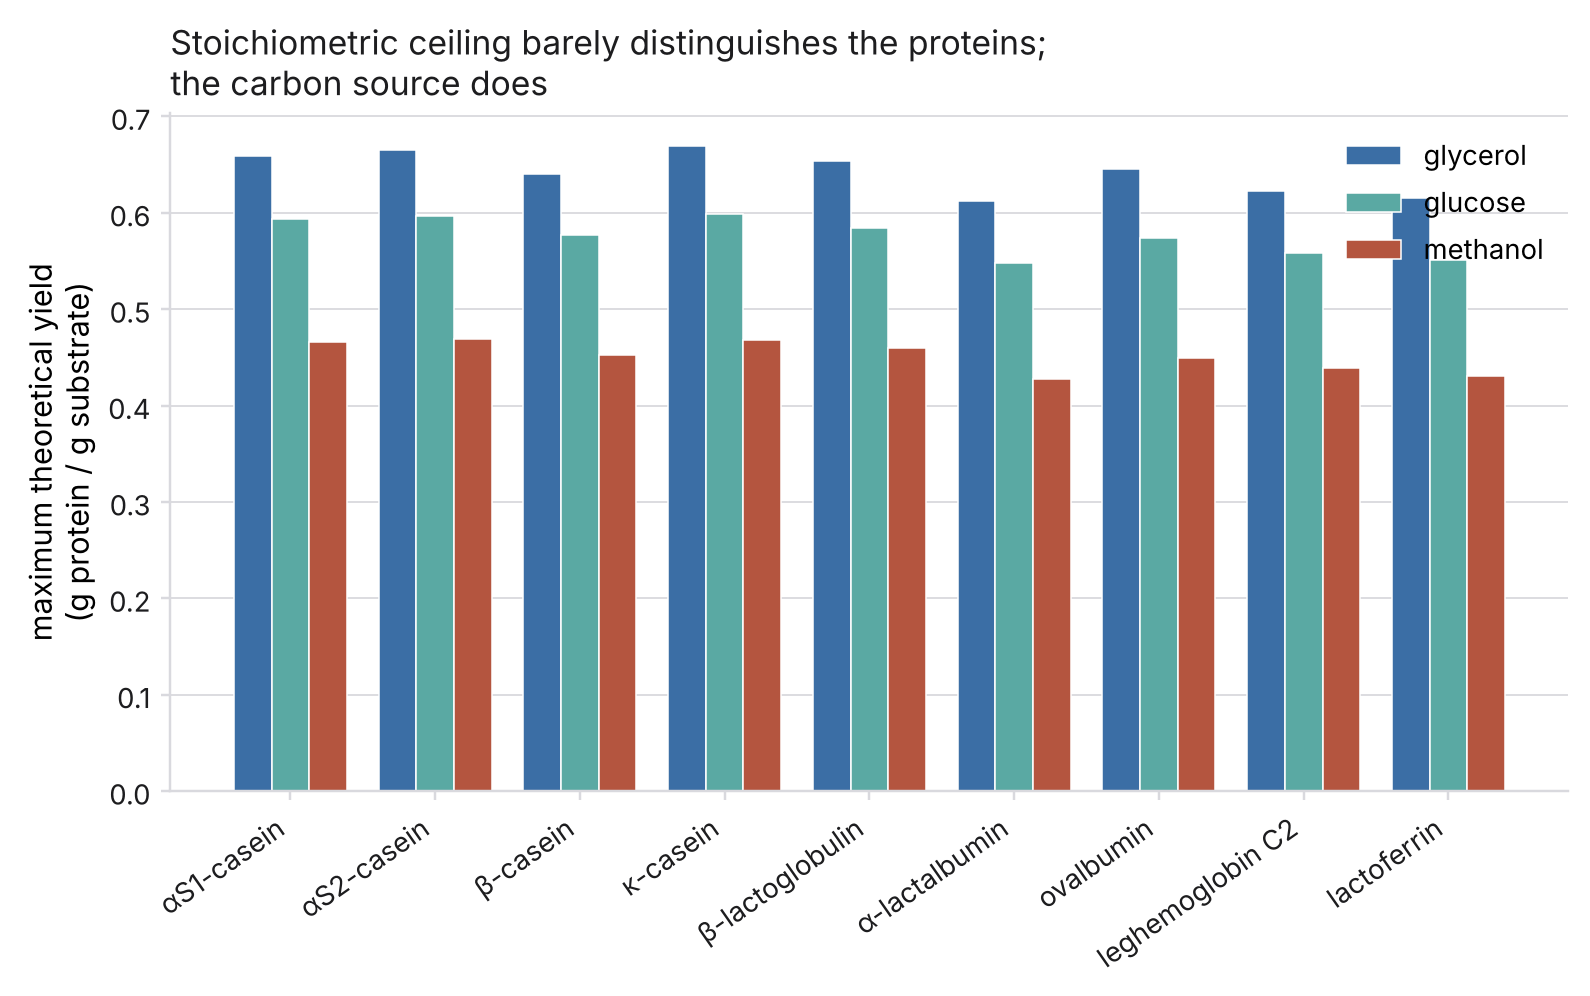 Stoichiometric ceiling barely distinguishes the proteins;
the carbon source does
maximum theoretical yield
(g protein / g substrate)
0.7
0.6
0.5
0.4
0.3
0.2
0.1
0.0
glycerol
glucose
methanol
αS1-casein
αS2-casein
β-casein
κ-casein
β-lactoglobulin
α-lactalbumin
ovalbumin
leghemoglobin C2
lactoferrin